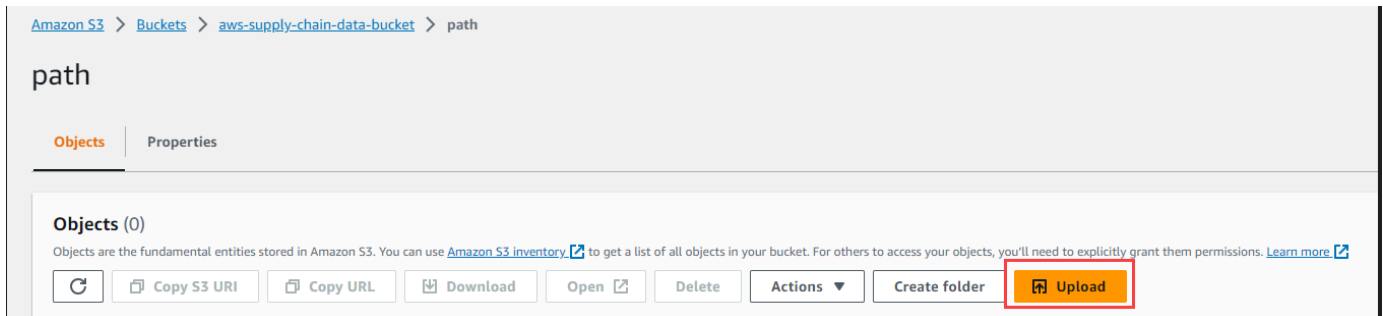 Amazon S3 > Buckets > aws-supply-chain-data-bucket > path
path
Objects Properties
Objects (0)
Objects are the fundamental entities stored in Amazon S3. You can use Amazon S3 inventory to get a list of all objects in your bucket. For others to access your objects, you'll need to explicitly grant them permissions. Learn more
Copy S3 URI Copy URL Download Open Delete Actions Create folder Upload